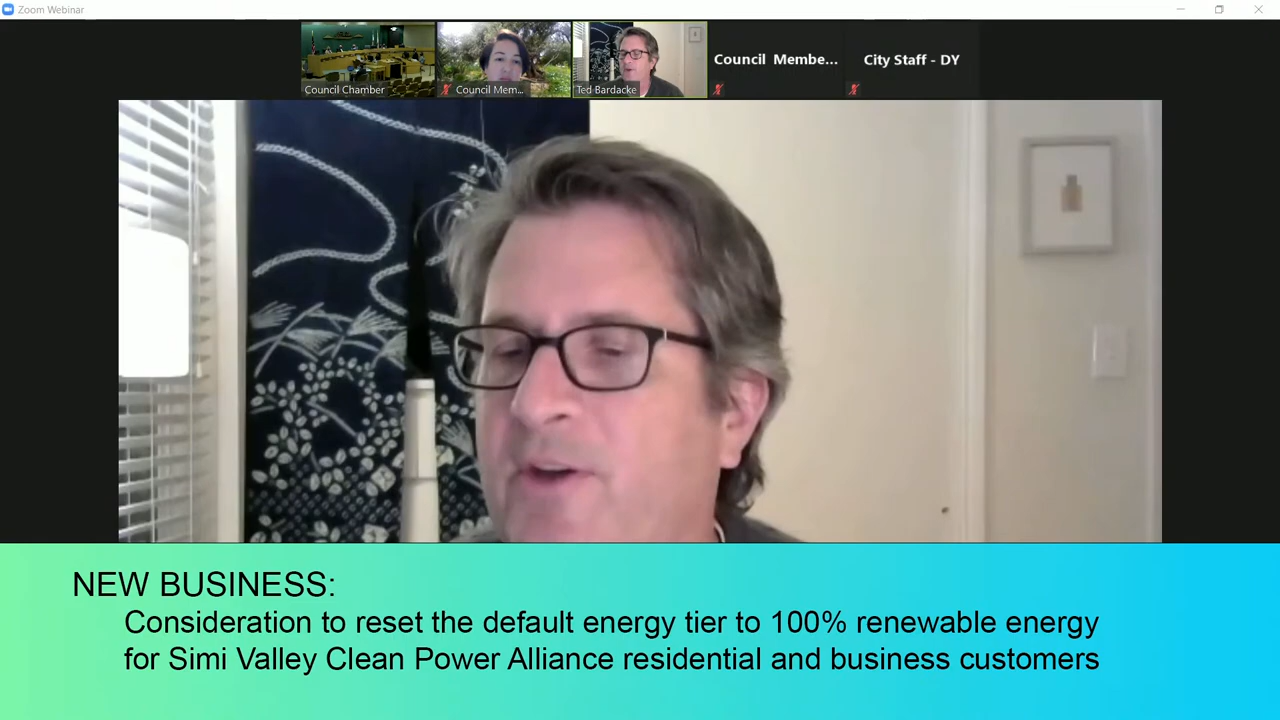 Zoom Webinar
Council Chamber
Council Mem...
Ted Bardacke
Council Membe...
City Staff - DY
NEW BUSINESS:
Consideration to reset the default energy tier to 100% renewable energy
for Simi Valley Clean Power Alliance residential and business customers